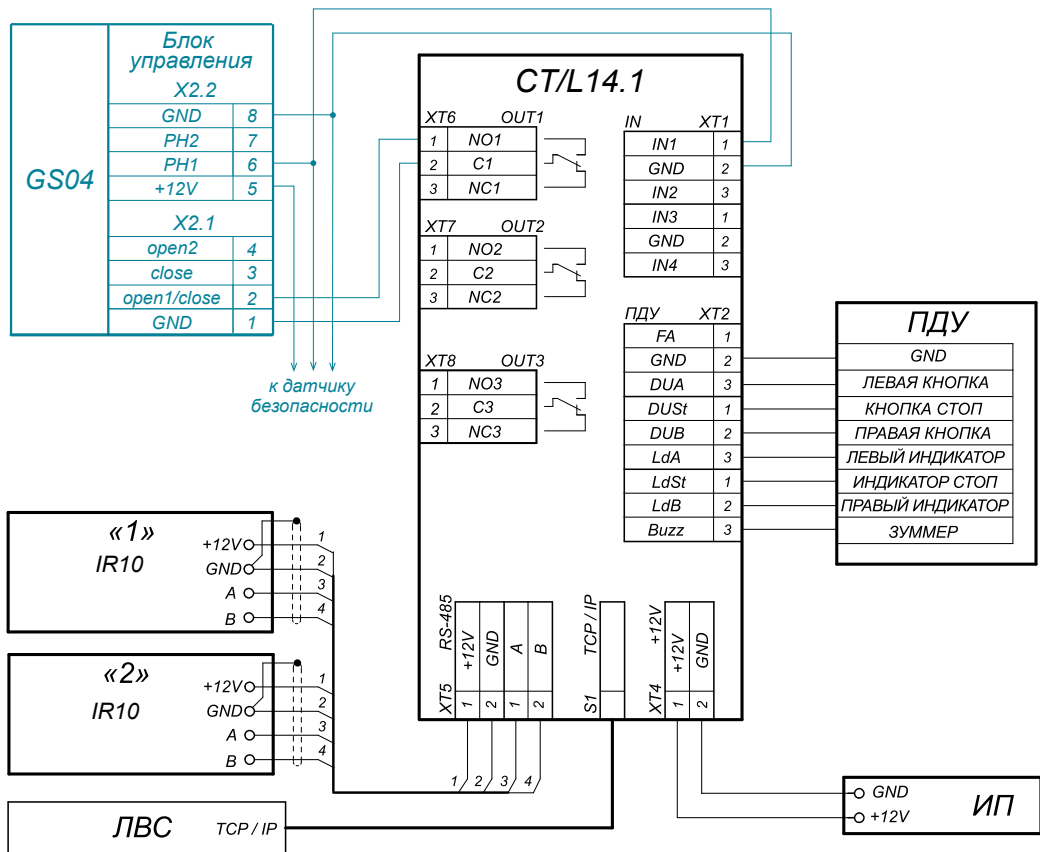 GS04
Блок
управления
X2.2
GND 8
PH2 7
PH1 6
+12V 5
X2.1
open2 4
close 3
open1/close 2
GND 1
к датчику
безопасности
CT/L14.1
XT6 OUT1
1 NO1
2 C1
3 NC1
XT7 OUT2
1 NO2
2 C2
3 NC2
XT8 OUT3
1 NO3
2 C3
3 NC3
IN XT1
IN1 1
GND 2
IN2 3
IN3 1
GND 2
IN4 3
ПДУ XT2
FA 1
GND 2
DUA 3
DUSt 1
DUB 2
LdA 3
LdSt 1
LdB 2
Buzz 3
ПДУ
GND
ЛЕВАЯ КНОПКА
КНОПКА СТОП
ПРАВАЯ КНОПКА
ЛЕВЫЙ ИНДИКАТОР
ИНДИКАТОР СТОП
ПРАВЫЙ ИНДИКАТОР
ЗУММЕР
«1»
IR10
+12V 1
GND 2
A 3
B 4
«2»
IR10
+12V 1
GND 2
A 3
B 4
XT5 RS-485
1 +12V
2 GND
1 A
2 B
1 2 3 4
S1 TCP / IP
XT4 +12V
1 +12V
2 GND
ЛВС TCP / IP
GND
+12V
ИП